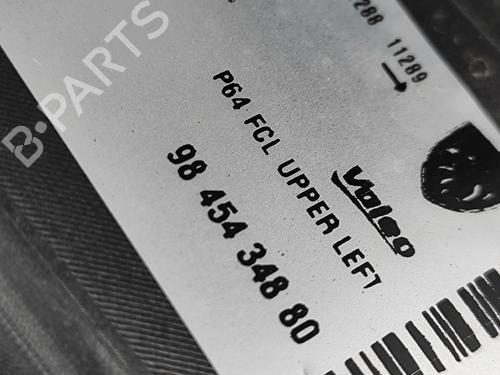 288 11289
P64 FCL UPPER LEFT
Valeo
98 454 348 80
B-PARTS